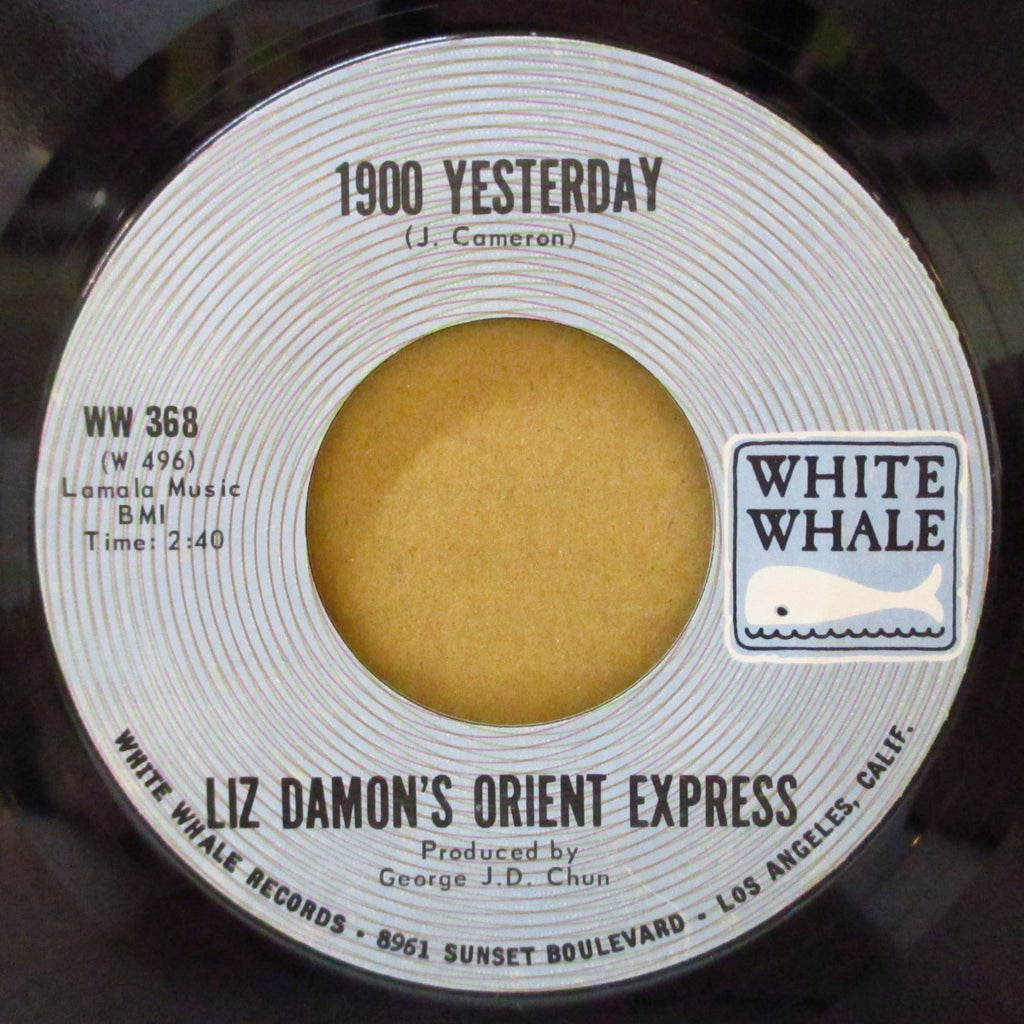 1900 YESTERDAY
(J. Cameron)
WW 368
(W 496)
Lamala Music
BMI
Time: 2:40
WHITE
WHALE
LIZ DAMON'S ORIENT EXPRESS
Produced by
George J.D. Chun
WHITE WHALE RECORDS • 8961 SUNSET BOULEVARD • LOS ANGELES, CALIF.